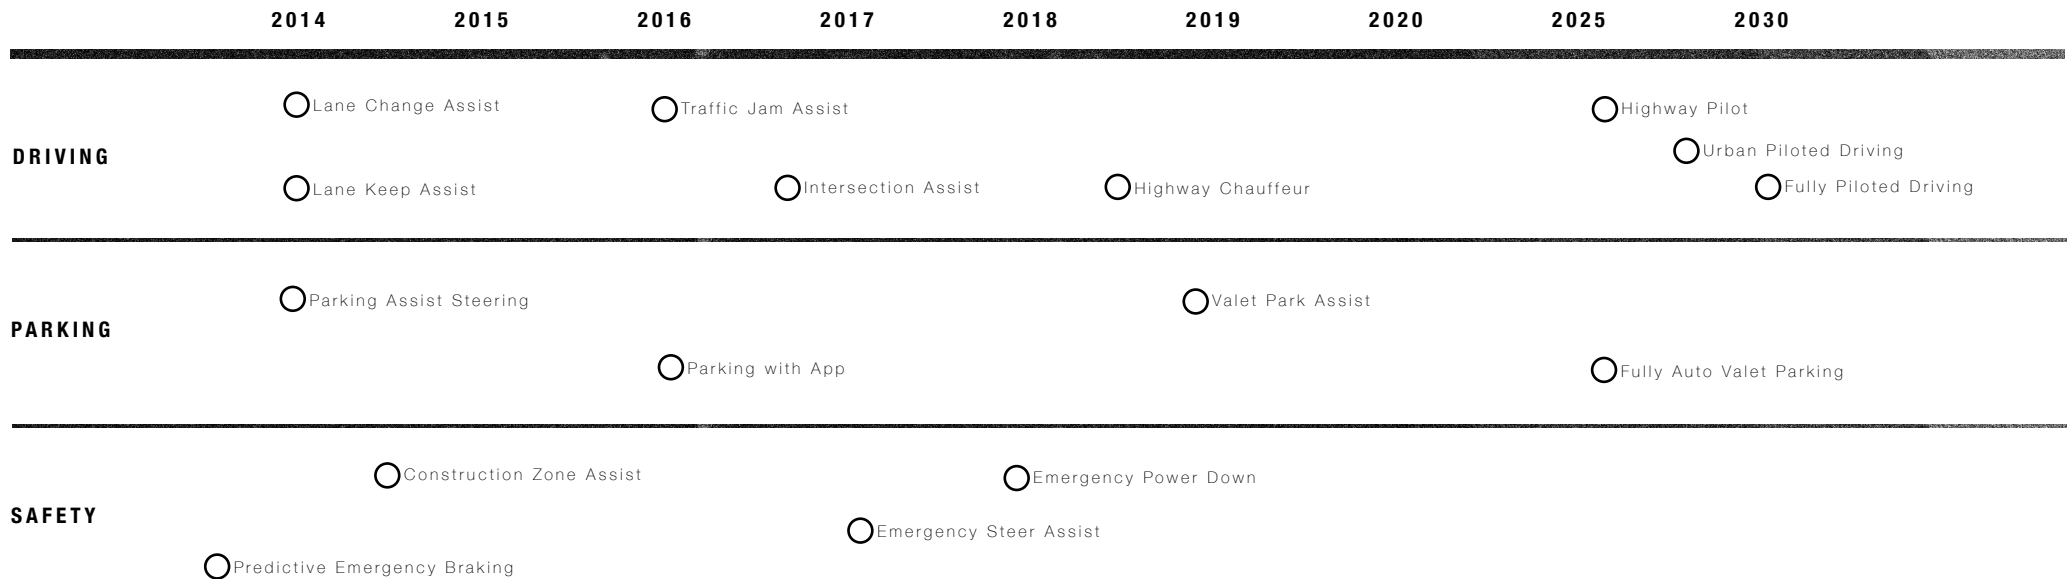 2014 2015 2016 2017 2018 2019 2020 2025 2030
Lane Change Assist Traffic Jam Assist Highway Pilot
Urban Piloted Driving
DRIVING
Lane Keep Assist Intersection Assist Highway Chauffeur Fully Piloted Driving
Parking Assist Steering Valet Park Assist
PARKING
Parking with App Fully Auto Valet Parking
Construction Zone Assist Emergency Power Down
SAFETY
Emergency Steer Assist
Predictive Emergency Braking